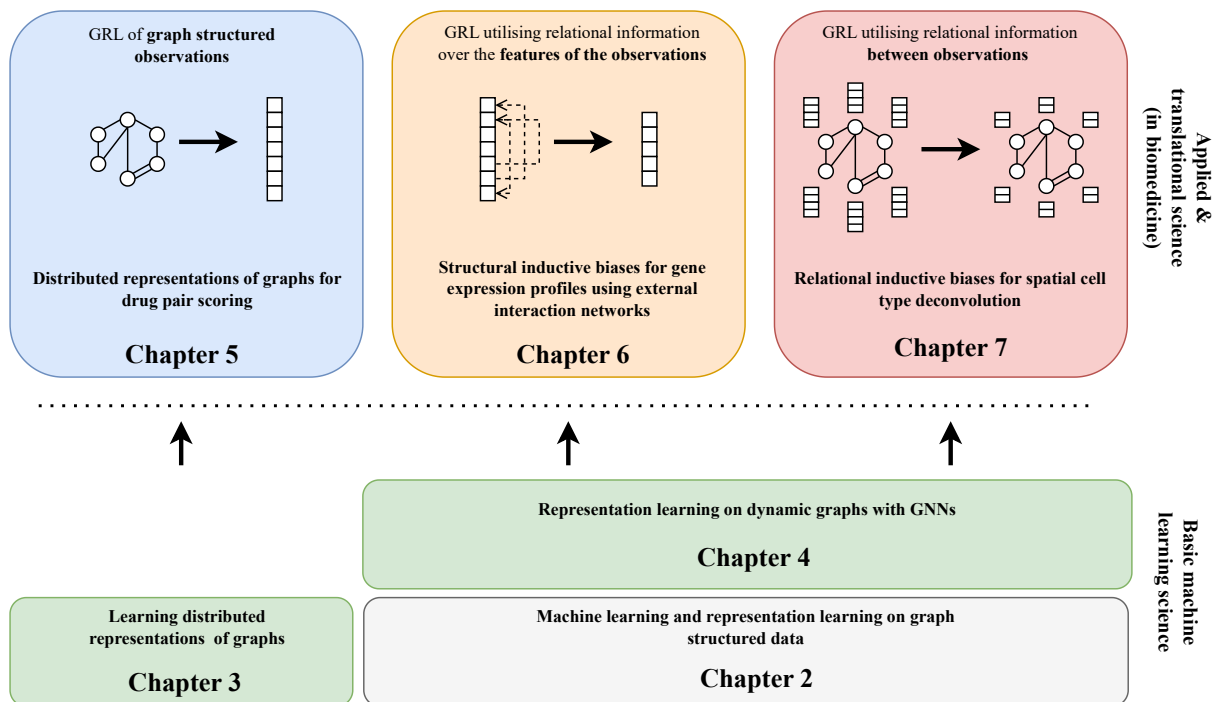 GRL of graph structured
observations
Distributed representations of graphs for
drug pair scoring
Chapter 5
GRL utilising relational information
over the features of the observations
Structural inductive biases for gene
expression profiles using external
interaction networks
Chapter 6
GRL utilising relational information
between observations
Relational inductive biases for spatial cell
type deconvolution
Chapter 7
Applied &
translational science
(in biomedicine)
Representation learning on dynamic graphs with GNNs
Chapter 4
Learning distributed
representations of graphs
Chapter 3
Machine learning and representation learning on graph
structured data
Chapter 2
Basic machine
learning science